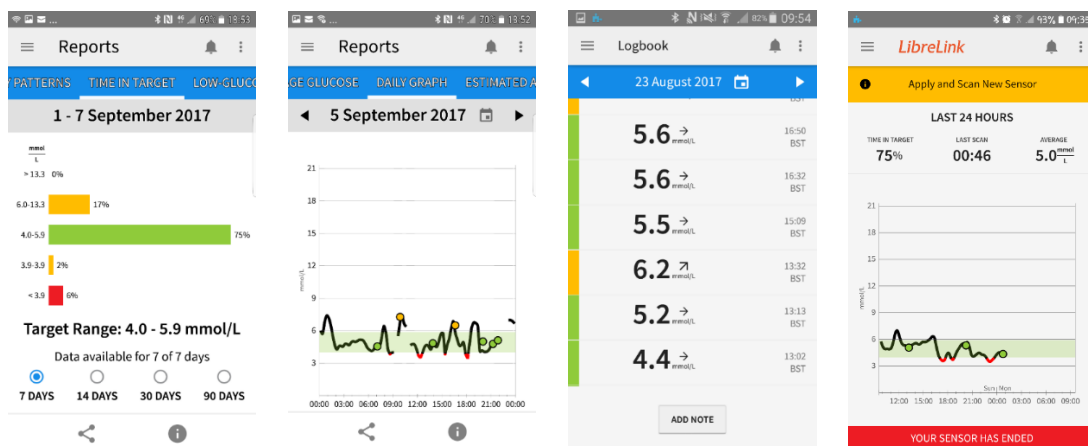 69% 18:53
Reports
PATTERNS TIME IN TARGET LOW-GLUCO
1 - 7 September 2017
mmol
L
> 13.3 0%
6.0-13.3 17%
4.0-5.9 75%
3.9-3.9 2%
< 3.9 6%
Target Range: 4.0 - 5.9 mmol/L
Data available for 7 of 7 days
7 DAYS 14 DAYS 30 DAYS 90 DAYS
... 70% 18:52
Reports
GE GLUCOSE DAILY GRAPH ESTIMATED A
5 September 2017
21
18
15
12
9
6
3
mmol/L
00:00 03:00 06:00 09:00 12:00 15:00 18:00 21:00 00:00
82% 09:54
Logbook
23 August 2017
BST
5.6 mmol/L 16:50
BST
5.6 mmol/L 16:32
BST
5.5 mmol/L 15:09
BST
6.2 mmol/L 13:32
BST
5.2 mmol/L 13:13
BST
4.4 mmol/L 13:02
BST
ADD NOTE
93% 09:35
LibreLink
Apply and Scan New Sensor
LAST 24 HOURS
TIME IN TARGET LAST SCAN AVERAGE
75% 00:46 5.0 mmol
L
21
18
15
12
9
6
3
mmol/L
Sun Mon
12:00 15:00 18:00 21:00 00:00 03:00 06:00 09:00
YOUR SENSOR HAS ENDED